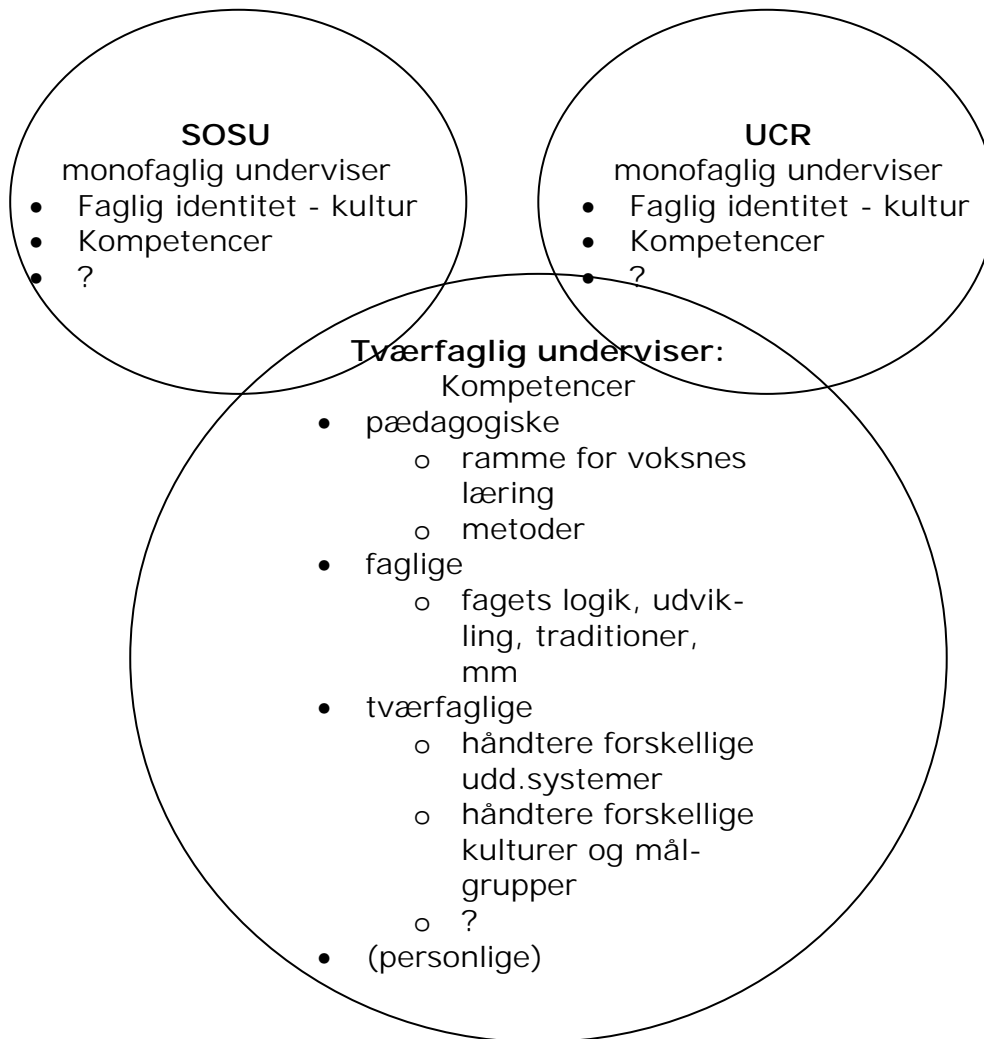 SOSU
monofaglig underviser
• Faglig identitet - kultur
• Kompetencer
• ?
UCR
monofaglig underviser
• Faglig identitet - kultur
• Kompetencer
• ?
Tværfaglig underviser:
Kompetencer
• pædagogiske
o ramme for voksnes
læring
o metoder
• faglige
o fagets logik, udvik-
ling, traditioner,
mm
• tværfaglige
o håndtere forskellige
udd.systemer
o håndtere forskellige
kulturer og mål-
grupper
o ?
• (personlige)